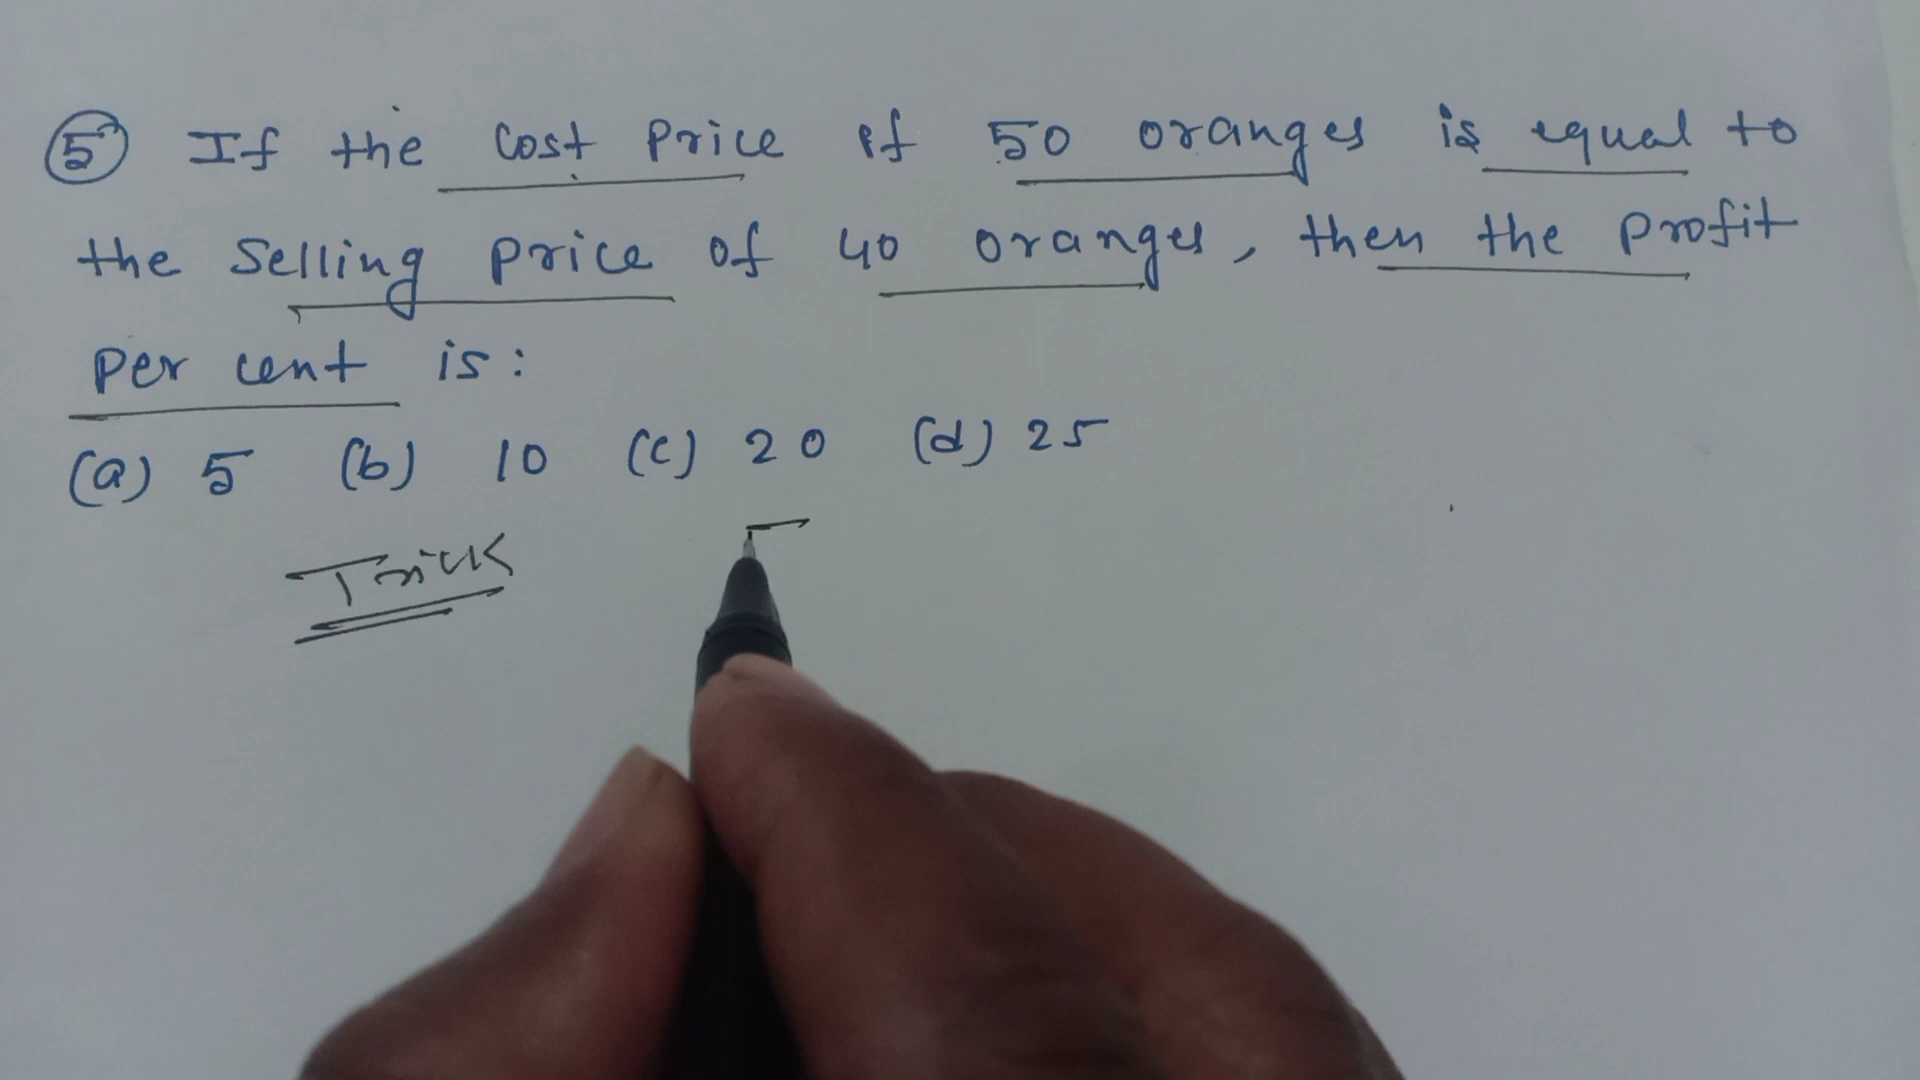 5 If the Cost Price of 50 oranges is equal to
the Selling Price of 40 oranges, then the Profit
Per cent is:
(a) 5 (b) 10 (c) 20 (d) 25
Trick